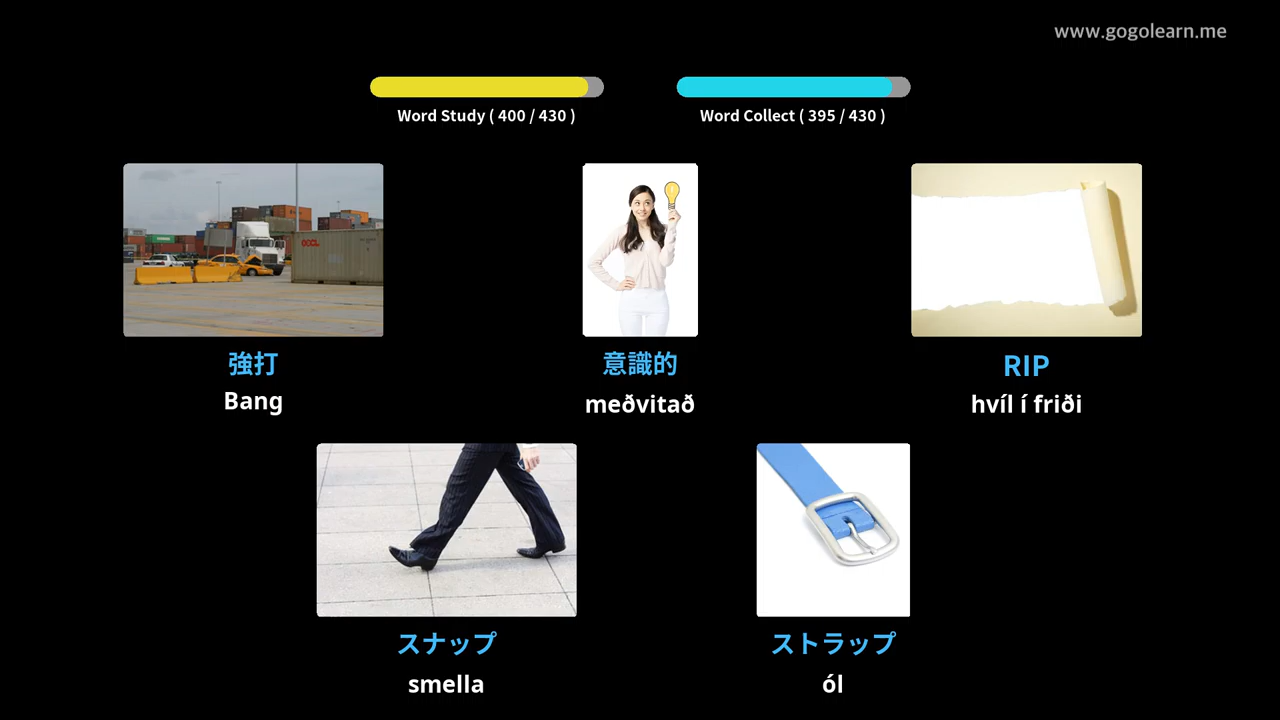 www.gogolearn.me
Word Study ( 400 / 430 )
Word Collect ( 395 / 430 )
OOCL
強打
Bang
意識的
meðvitað
RIP
hvíl í friði
スナップ
smella
ストラップ
ól